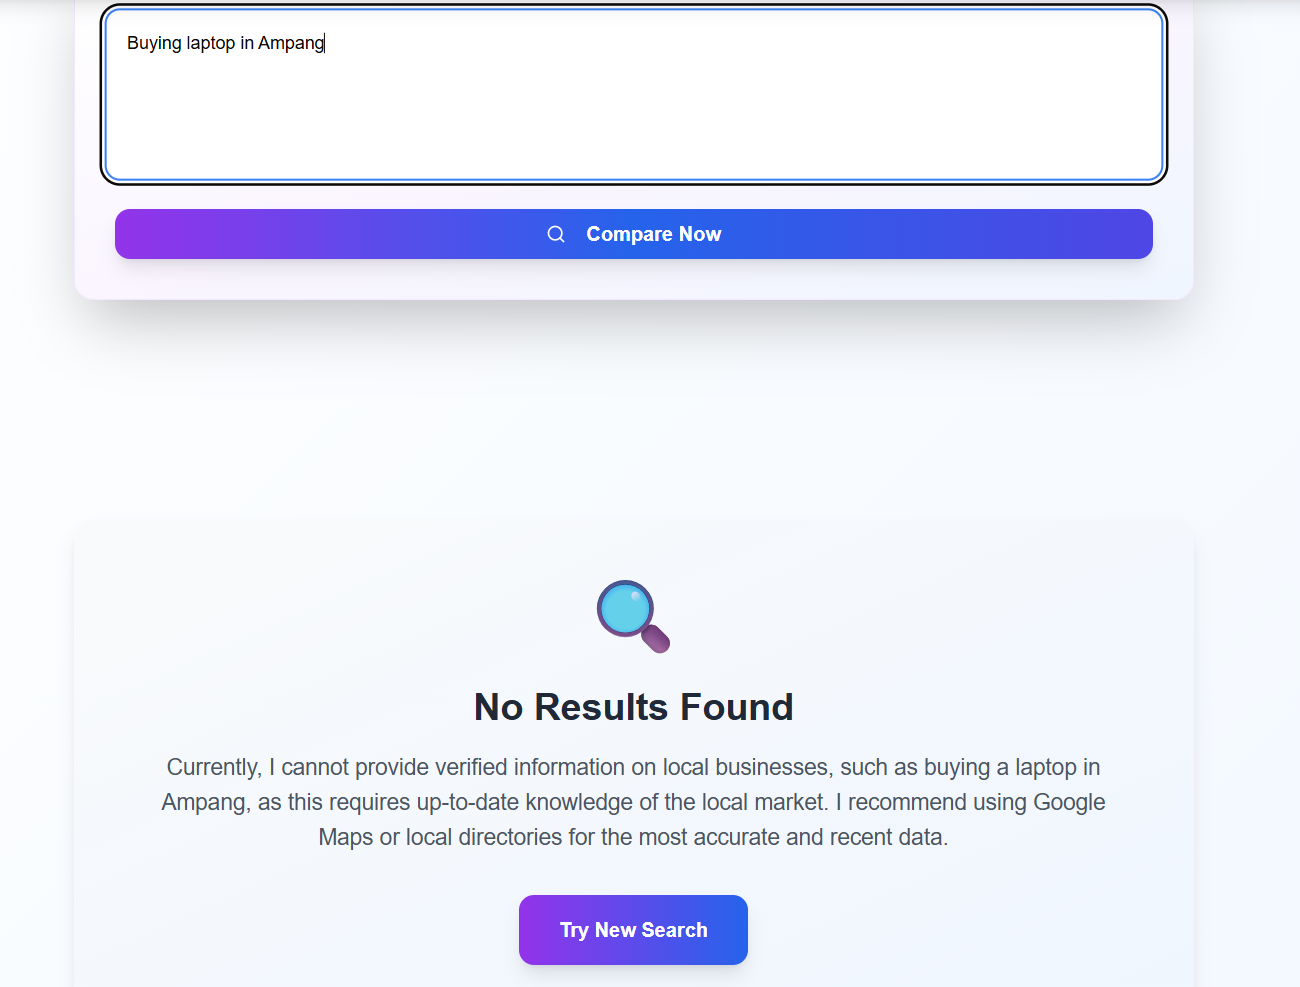 Buying laptop in Ampang
Compare Now
No Results Found
Currently, I cannot provide verified information on local businesses, such as buying a laptop in
Ampang, as this requires up-to-date knowledge of the local market. I recommend using Google
Maps or local directories for the most accurate and recent data.
Try New Search